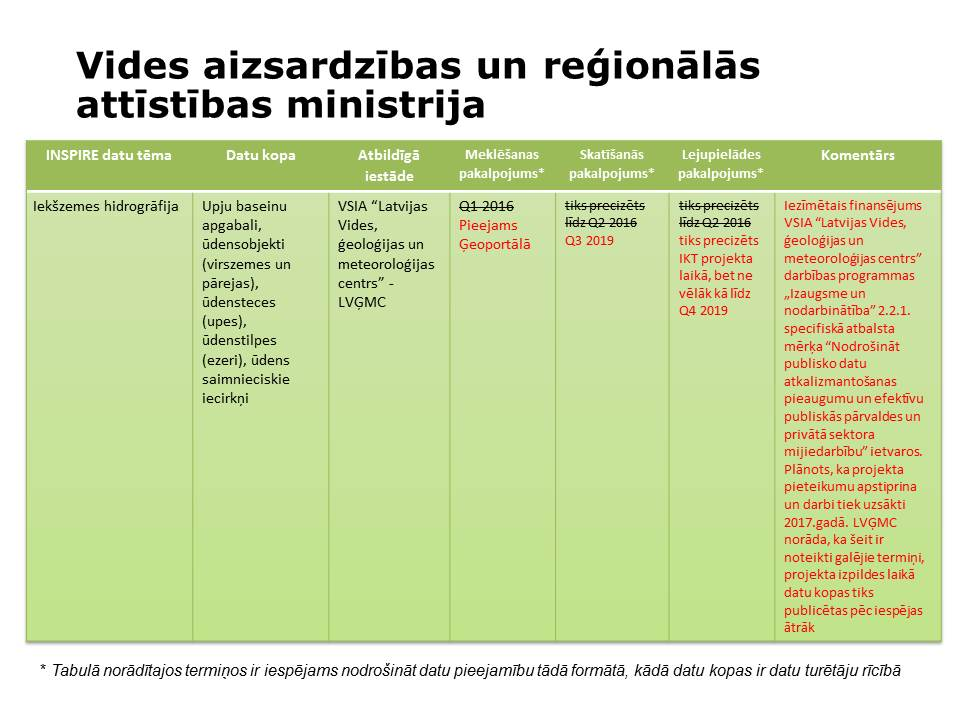 Vides aizsardzības un reģionālās
attīstības ministrija
INSPIRE datu tēma
Datu kopa
Atbildīgā
iestāde
Meklēšanas
pakalpojums*
Skatīšanās
pakalpojums*
Lejupielādes
pakalpojums*
Komentārs
Iekšzemes hidrogrāfija
Upju baseinu
apgabali,
ūdensobjekti
(virszemes un
pārejas),
ūdensteces
(upes),
ūdenstilpes
(ezeri), ūdens
saimnieciskie
iecirkņi
VSIA “Latvijas
Vides,
ģeoloģijas un
meteoroloģijas
centrs” -
LVĢMC
Q1 2016
Pieejams
Ģeoportālā
tiks precizēts
līdz Q2 2016
Q3 2019
tiks precizēts
līdz Q2 2016
tiks precizēts
IKT projekta
laikā, bet ne
vēlāk kā līdz
Q4 2019
Iezīmētais finansējums
VSIA “Latvijas Vides,
ģeoloģijas un
meteoroloģijas centrs”
darbības programmas
„Izaugsme un
nodarbinātība” 2.2.1.
specifiskā atbalsta
mērķa “Nodrošināt
publisko datu
atkalizmantošanas
pieaugumu un efektīvu
publiskās pārvaldes un
privātā sektora
mijiedarbību” ietvaros.
Plānots, ka projekta
pieteikumu apstiprina
un darbi tiek uzsākti
2017.gadā. LVĢMC
norāda, ka šeit ir
noteikti galējie termiņi,
projekta izpildes laikā
datu kopas tiks
publicētas pēc iespējas
ātrāk
* Tabulā norādītajos termiņos ir iespējams nodrošināt datu pieejamību tādā formātā, kādā datu kopas ir datu turētāju rīcībā